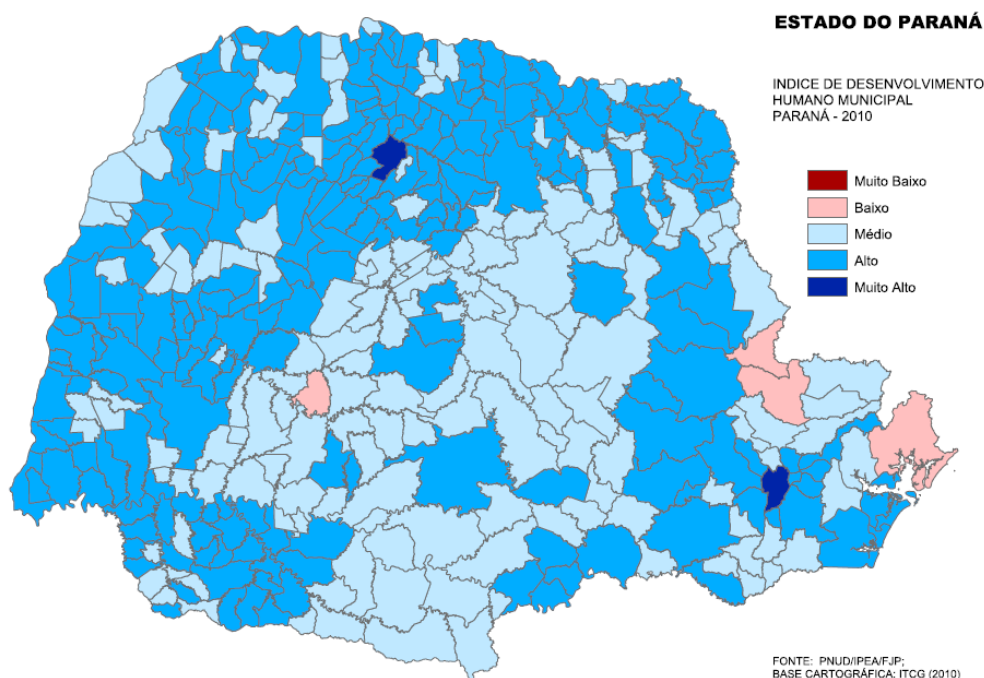 ESTADO DO PARANÁ
INDICE DE DESENVOLVIMENTO
HUMANO MUNICIPAL
PARANÁ - 2010
Muito Baixo
Baixo
Médio
Alto
Muito Alto
FONTE: PNUD/IPEA/FJP;
BASE CARTOGRÁFICA: ITCG (2010)